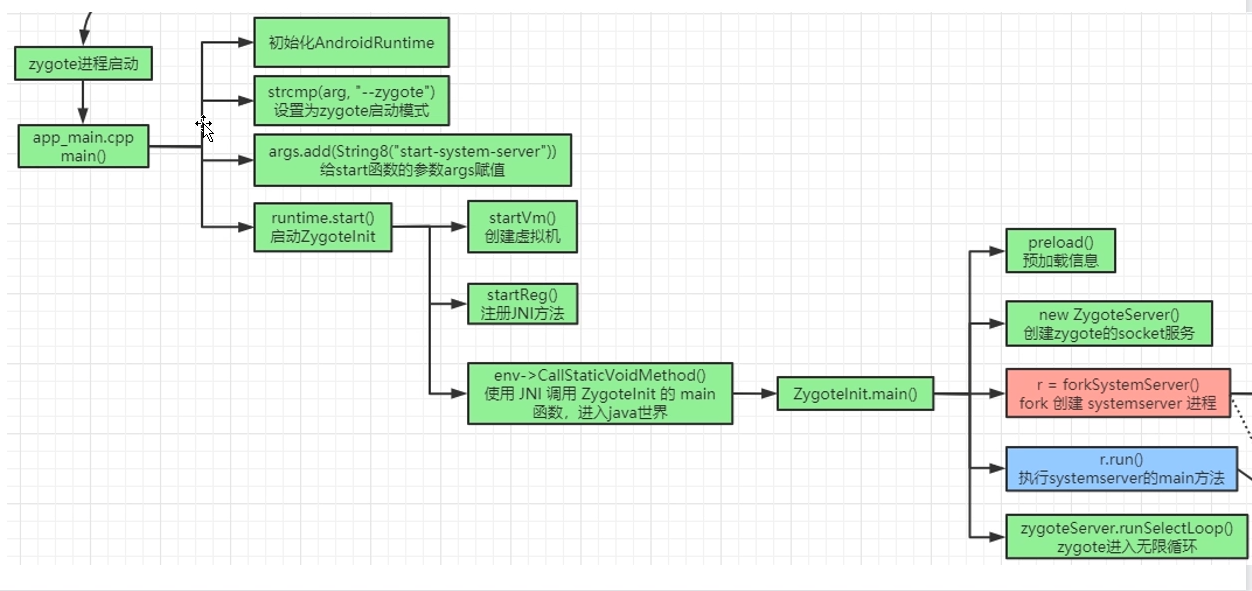 zygote进程启动
app_main.cpp
main()
初始化AndroidRuntime
strcmp(arg, "--zygote")
设置为zygote启动模式
args.add(String8("start-system-server"))
给start函数的参数args赋值
runtime.start()
启动ZygoteInit
startVm()
创建虚拟机
startReg()
注册JNI方法
env->CallStaticVoidMethod()
使用 JNI 调用 ZygoteInit 的 main
函数，进入java世界
ZygoteInit.main()
preload()
预加载信息
new ZygoteServer()
创建zygote的socket服务
r = forkSystemServer()
fork 创建 systemserver 进程
r.run()
执行systemserver的main方法
zygoteServer.runSelectLoop()
zygote进入无限循环